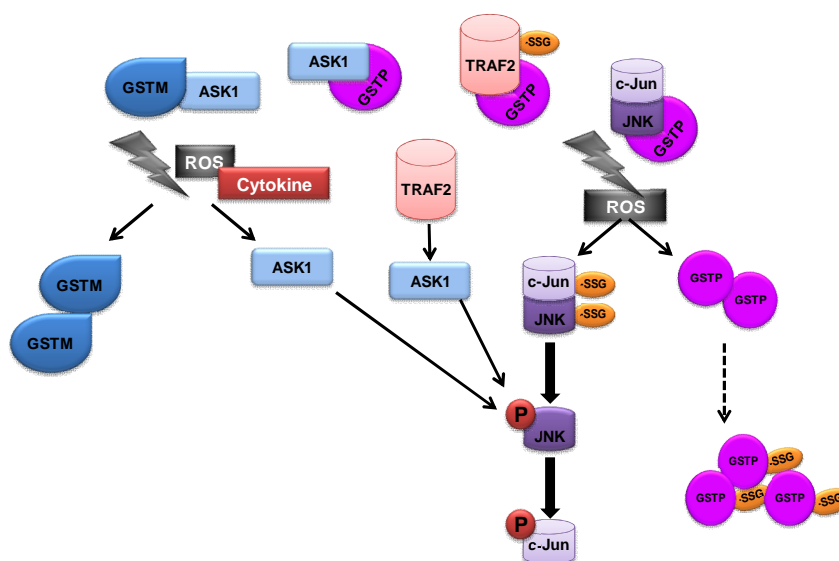 GSTM
ASK1
ASK1
GSTP
TRAF2
-SSG
GSTP
c-Jun
JNK
GSTP
ROS
Cytokine
TRAF2
ROS
GSTM
GSTM
ASK1
ASK1
c-Jun
-SSG
JNK
-SSG
GSTP
GSTP
P
JNK
GSTP
-SSG
GSTP
-SSG
GSTP
-SSG
P
c-Jun